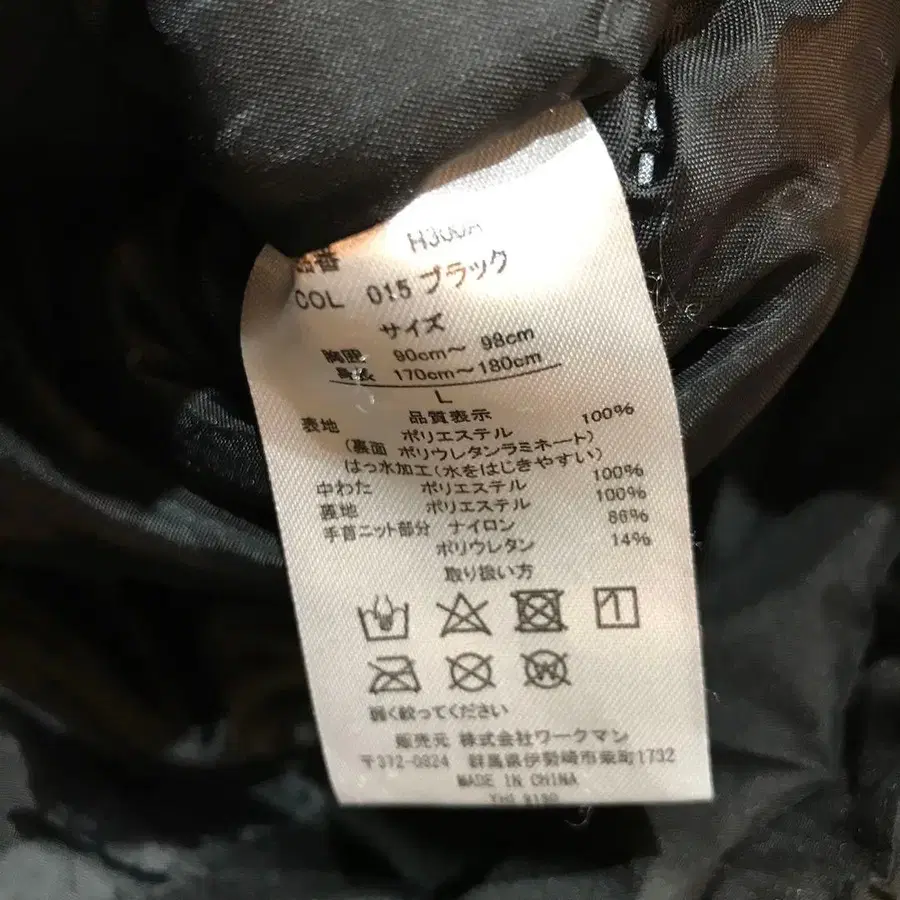 品番 H300A
COL 015 ブラック
サイズ
胸囲 90cm～ 98cm
身長 170cm～180cm
L
品質表示
表地 ポリエステル 100%
(裏面 ポリウレタンラミネート)
はっ水加工(水をはじきやすい)
中わた ポリエステル 100%
裏地 ポリエステル 100%
手首ニット部分 ナイロン 86%
ポリウレタン 14%
取り扱い方
弱く絞ってください
販売元 株式会社ワークマン
〒372-0824 群馬県伊勢崎市柴町1732
MADE IN CHINA